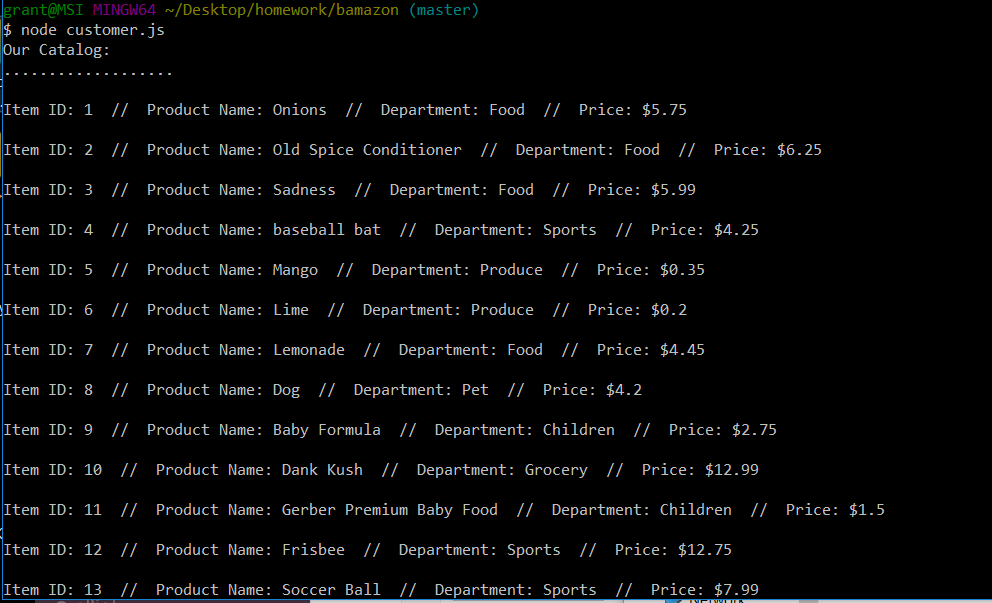 grant@MSI MINGW64 ~/Desktop/homework/bamazon (master)
$ node customer.js
Our Catalog:
...................
Item ID: 1  //  Product Name: Onions  //  Department: Food  //  Price: $5.75
Item ID: 2  //  Product Name: Old Spice Conditioner  //  Department: Food  //  Price: $6.25
Item ID: 3  //  Product Name: Sadness  //  Department: Food  //  Price: $5.99
Item ID: 4  //  Product Name: baseball bat  //  Department: Sports  //  Price: $4.25
Item ID: 5  //  Product Name: Mango  //  Department: Produce  //  Price: $0.35
Item ID: 6  //  Product Name: Lime  //  Department: Produce  //  Price: $0.2
Item ID: 7  //  Product Name: Lemonade  //  Department: Food  //  Price: $4.45
Item ID: 8  //  Product Name: Dog  //  Department: Pet  //  Price: $4.2
Item ID: 9  //  Product Name: Baby Formula  //  Department: Children  //  Price: $2.75
Item ID: 10  //  Product Name: Dank Kush  //  Department: Grocery  //  Price: $12.99
Item ID: 11  //  Product Name: Gerber Premium Baby Food  //  Department: Children  //  Price: $1.5
Item ID: 12  //  Product Name: Frisbee  //  Department: Sports  //  Price: $12.75
Item ID: 13  //  Product Name: Soccer Ball  //  Department: Sports  //  Price: $7.99